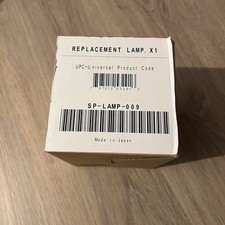 REPLACEMENT LAMP. X1
UPC-Universal Product Code
SP-LAMP-009
Made in Japan